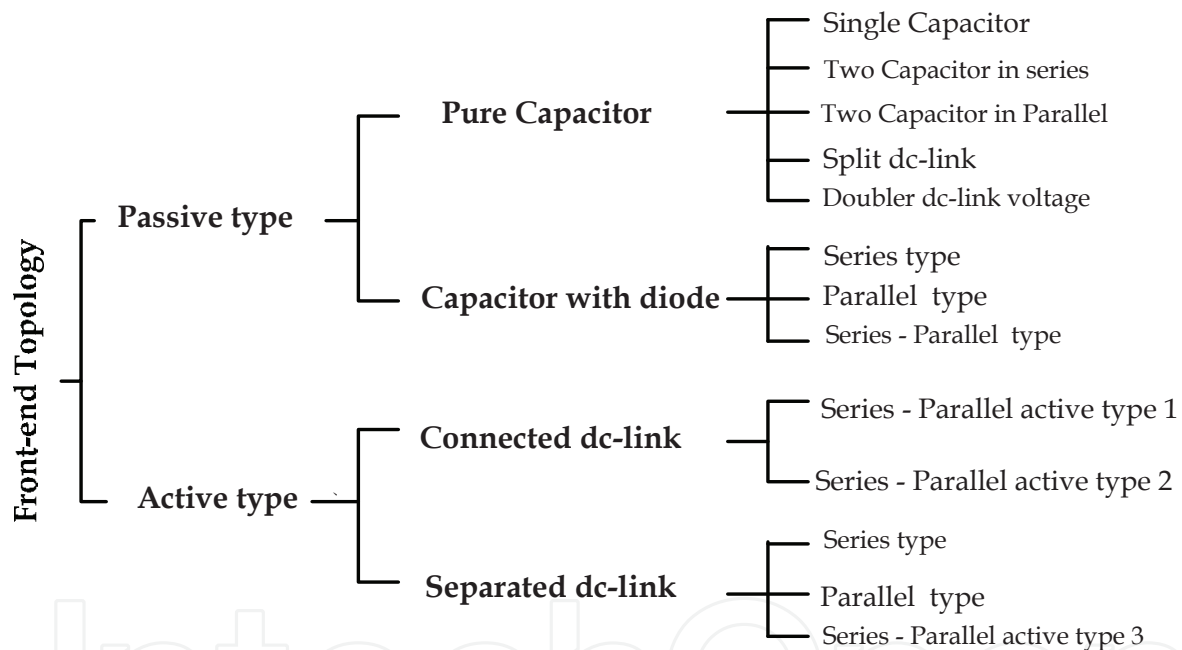 Front-end Topology
Passive type
Pure Capacitor
Single Capacitor
Two Capacitor in series
Two Capacitor in Parallel
Split dc-link
Doubler dc-link voltage
Capacitor with diode
Series type
Parallel type
Series - Parallel type
Active type
Connected dc-link
Series - Parallel active type 1
Series - Parallel active type 2
Separated dc-link
Series type
Parallel type
Series - Parallel active type 3